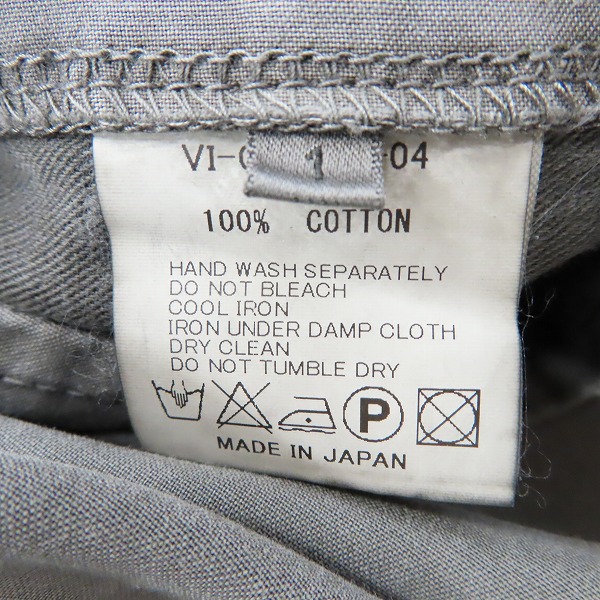 VI- 1 -04
100% COTTON
HAND WASH SEPARATELY
DO NOT BLEACH
COOL IRON
IRON UNDER DAMP CLOTH
DRY CLEAN
DO NOT TUMBLE DRY
P
MADE IN JAPAN